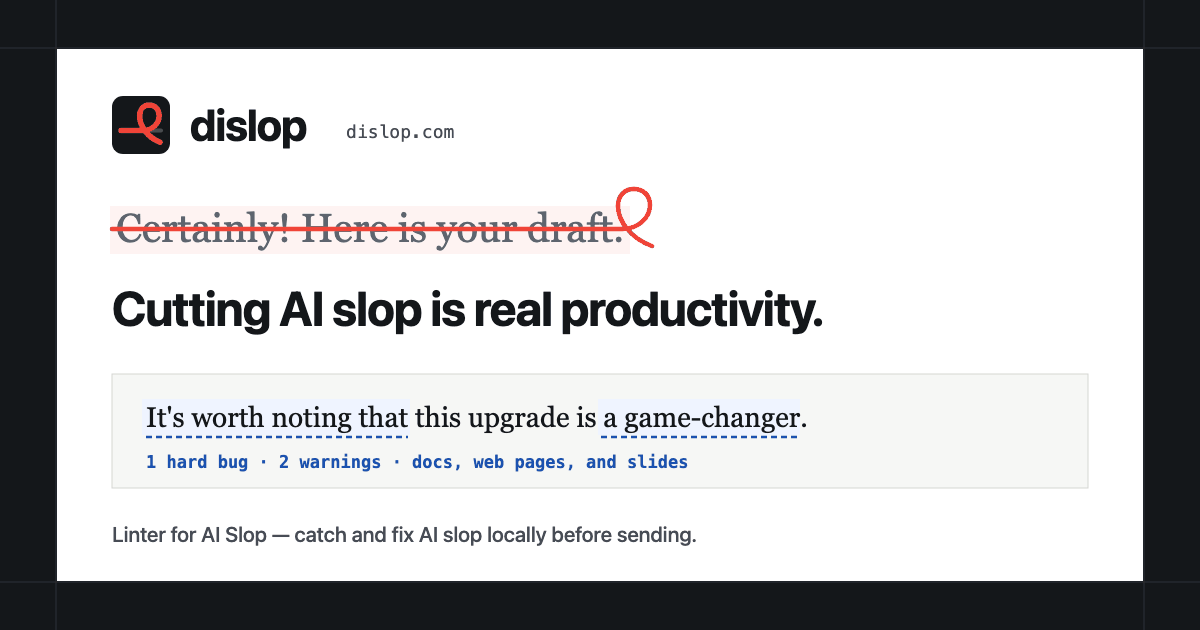 dislop dislop.com
Certainly! Here is your draft.
Cutting AI slop is real productivity.
It's worth noting that this upgrade is a game-changer.
1 hard bug · 2 warnings · docs, web pages, and slides
Linter for AI Slop — catch and fix AI slop locally before sending.